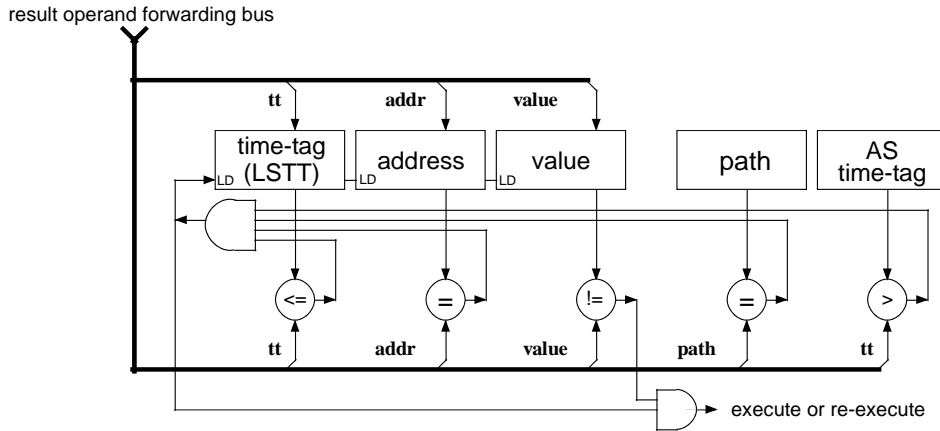 result operand forwarding bus
tt addr value
time-tag (LSTT) address value path AS time-tag
LD LD LD
<= = != = >
tt addr value path tt
execute or re-execute